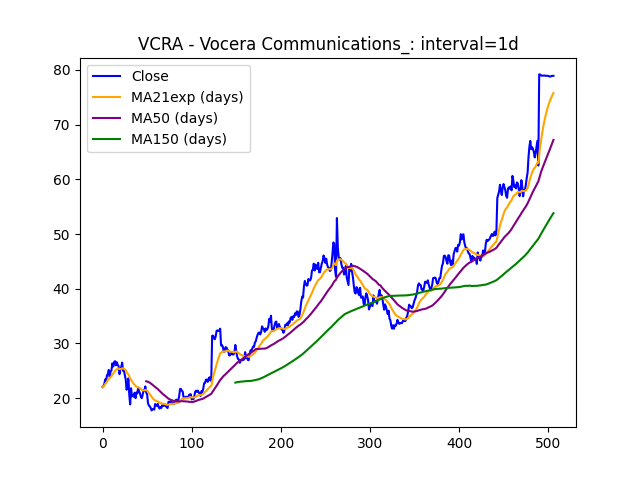 VCRA - Vocera Communications_: interval=1d
Close
MA21exp (days)
MA50 (days)
MA150 (days)
80
70
60
50
40
30
20
0 100 200 300 400 500